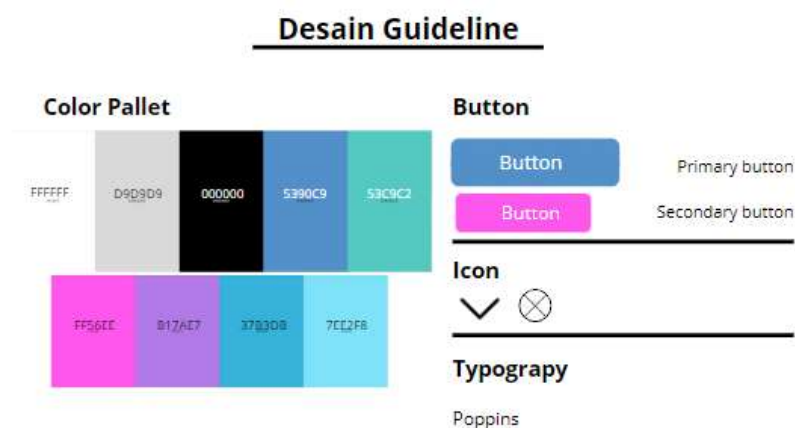 Desain Guideline
Color Pallet
FFFFFF
D9D9D9
000000
5390C9
53C9C2
FF56EE
B17AE7
37B3DB
7EE2F8
Button
Button
Primary button
Button
Secondary button
Icon
Typograpy
Poppins